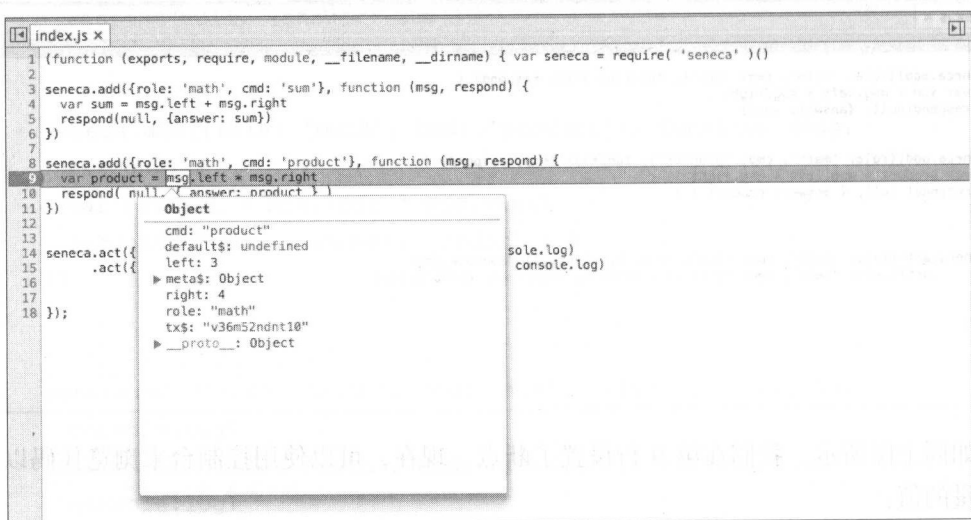 index.js ×
1 (function (exports, require, module, __filename, __dirname) { var seneca = require( 'seneca' )()
2
3 seneca.add({role: 'math', cmd: 'sum'}, function (msg, respond) {
4 var sum = msg.left + msg.right
5 respond(null, {answer: sum})
6 })
7
8 seneca.add({role: 'math', cmd: 'product'}, function (msg, respond) {
9 var product = msg.left * msg.right
10 respond( null, { answer: product } )
11 })
12
13
14 seneca.act({ sole.log)
15 .act({ console.log)
16
17
18 });
Object
cmd: "product"
default$: undefined
left: 3
▶ meta$: Object
right: 4
role: "math"
tx$: "v36m52ndnt10"
▶ __proto__: Object